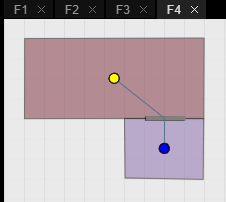 F1 × F2 × F3 × F4 ×